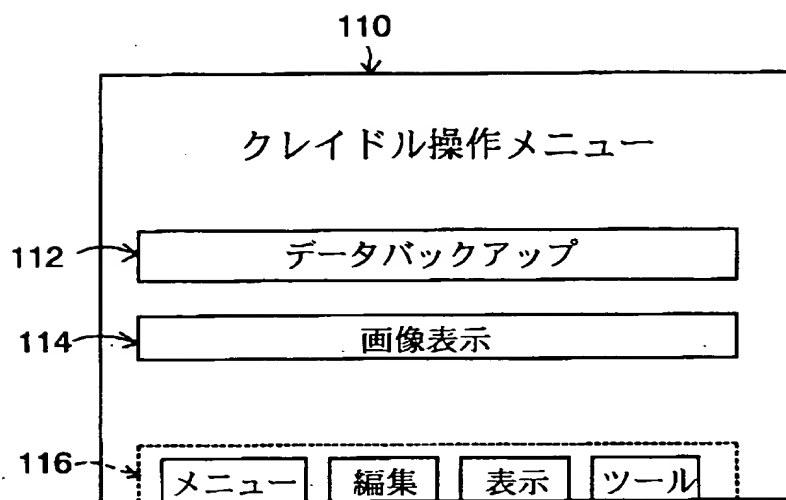 110
クレイドル操作メニュー
112 データバックアップ
114 画像表示
116 メニュー 編集 表示 ツール